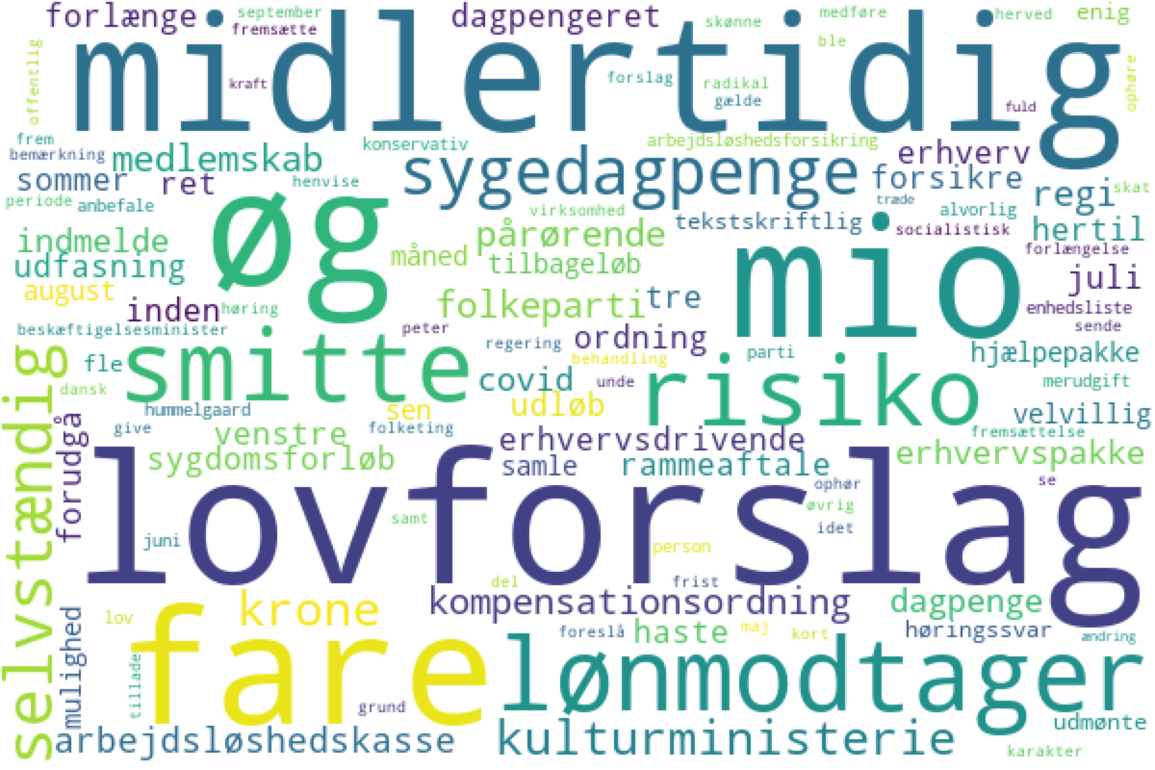 forlænge
september
dagpengeret
skønne
medføre
herved
enig
fremsætte
ble
midlertidig
offentlig
kraft
forslag
radikal
gælde
fuld
ophøre
frem
bemærkning
medlemskab
konservativ
arbejdsløshedsforsikring
erhverv
sommer
ret
henvise
sygedagpenge
forsikre
regi
skat
periode
anbefale
virksomhed
tekstskriftlig
træde
alvorlig
socialistisk
hertil
indmelde
øg
måned
pårørende
mio
forlængelse
udfasning
tilbageløb
juli
august
inden
høring
folkeparti
tre
enhedsliste
sende
beskæftigelsesminister
peter
regering
ordning
behandling
parti
hjælpepakke
selvstændig
fle
smitte
covid
unde
risiko
merudgift
dansk
hummelgaard
sen
udløb
velvillig
forudgå
give
venstre
folketing
erhvervsdrivende
fremsættelse
sygdomsforløb
samle
rammeaftale
erhvervspakke
ophør
se
lovforslag
samt
øvrig
idet
juni
person
del
frist
mulighed
lov
krone
kompensationsordning
dagpenge
fare
foreslå
haste
maj
kort
høringssvar
ændring
tillade
lønmodtager
grund
udmønte
arbejdsløshedskasse
kulturministerie
karakter